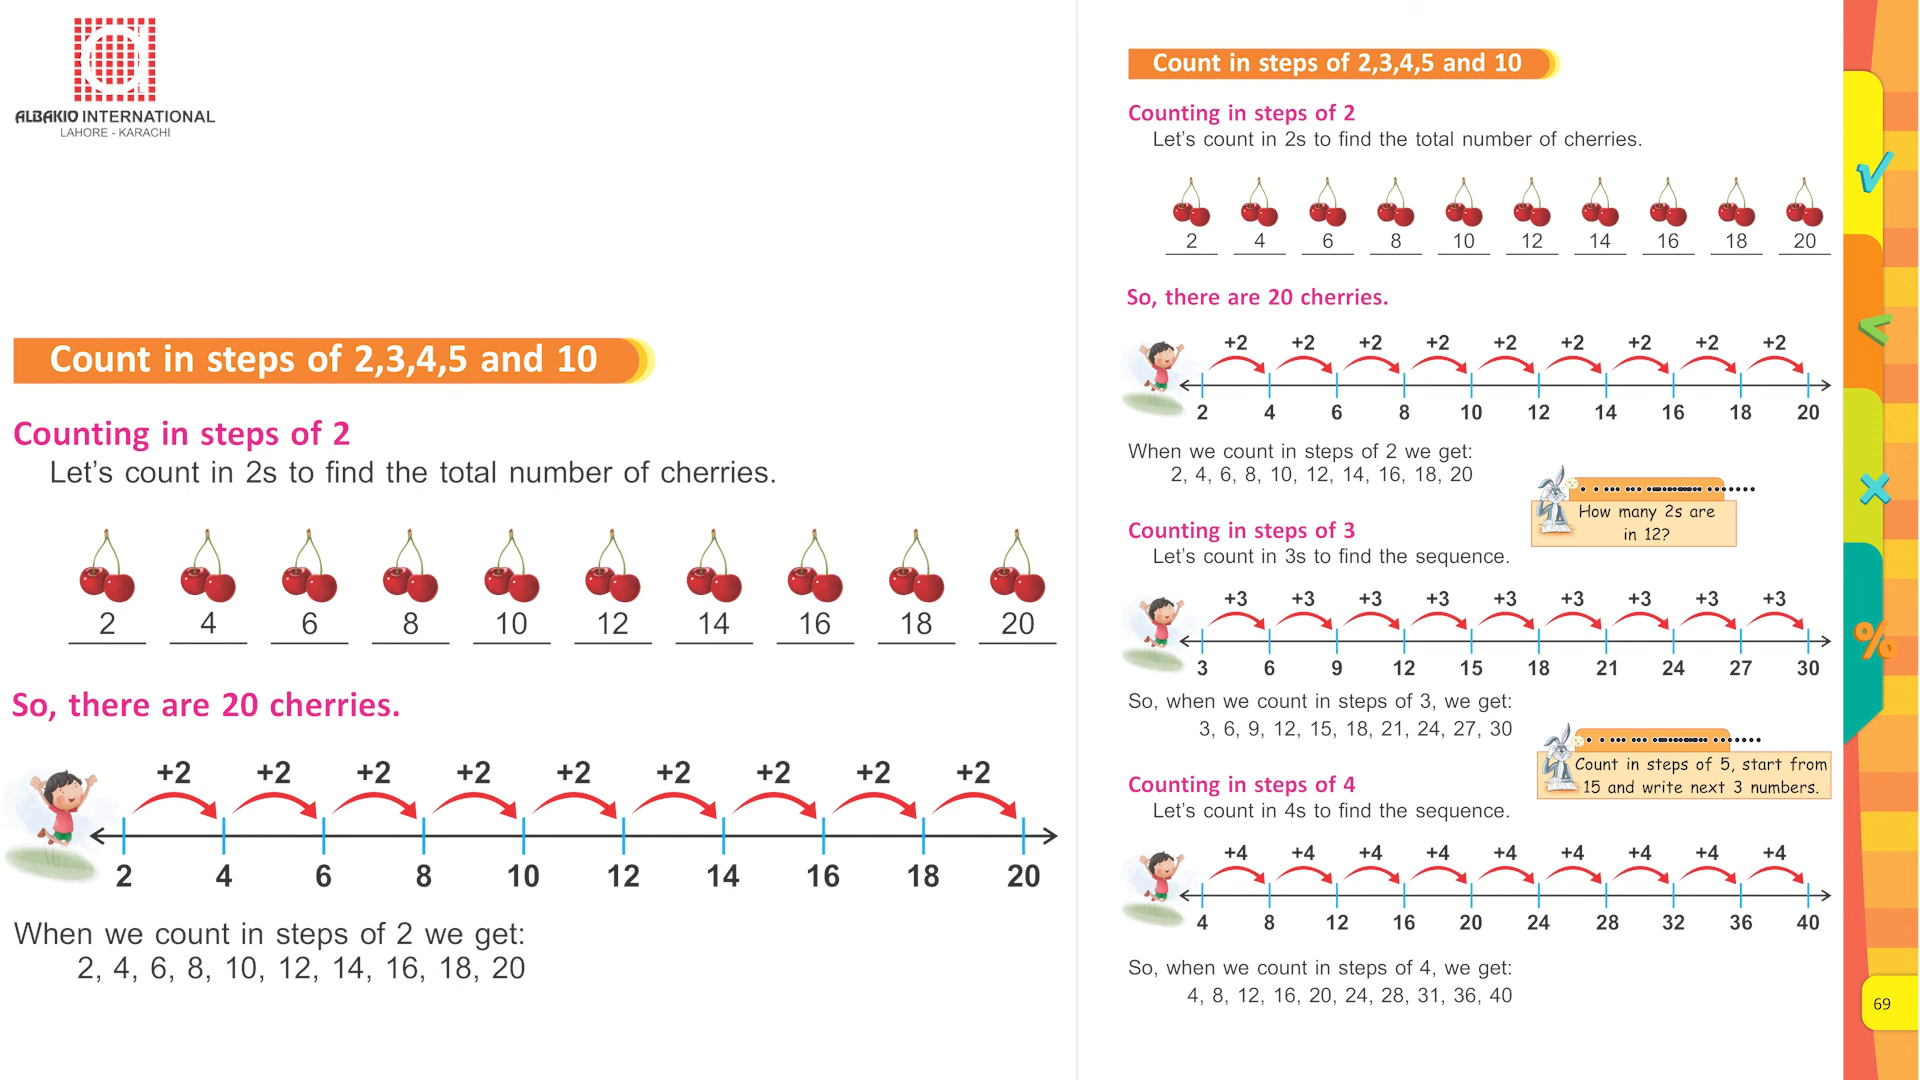 ALBAKIO INTERNATIONAL
LAHORE - KARACHI
Count in steps of 2,3,4,5 and 10
Counting in steps of 2
Let's count in 2s to find the total number of cherries.
2 4 6 8 10 12 14 16 18 20
So, there are 20 cherries.
+2 +2 +2 +2 +2 +2 +2 +2 +2
2 4 6 8 10 12 14 16 18 20
When we count in steps of 2 we get:
2, 4, 6, 8, 10, 12, 14, 16, 18, 20
Count in steps of 2,3,4,5 and 10
Counting in steps of 2
Let's count in 2s to find the total number of cherries.
2 4 6 8 10 12 14 16 18 20
So, there are 20 cherries.
+2 +2 +2 +2 +2 +2 +2 +2 +2
2 4 6 8 10 12 14 16 18 20
When we count in steps of 2 we get:
2, 4, 6, 8, 10, 12, 14, 16, 18, 20
How many 2s are
in 12?
Counting in steps of 3
Let's count in 3s to find the sequence.
+3 +3 +3 +3 +3 +3 +3 +3 +3
3 6 9 12 15 18 21 24 27 30
So, when we count in steps of 3, we get:
3, 6, 9, 12, 15, 18, 21, 24, 27, 30
Count in steps of 5, start from
15 and write next 3 numbers.
Counting in steps of 4
Let's count in 4s to find the sequence.
+4 +4 +4 +4 +4 +4 +4 +4 +4
4 8 12 16 20 24 28 32 36 40
So, when we count in steps of 4, we get:
4, 8, 12, 16, 20, 24, 28, 31, 36, 40
√
<
×
%
69